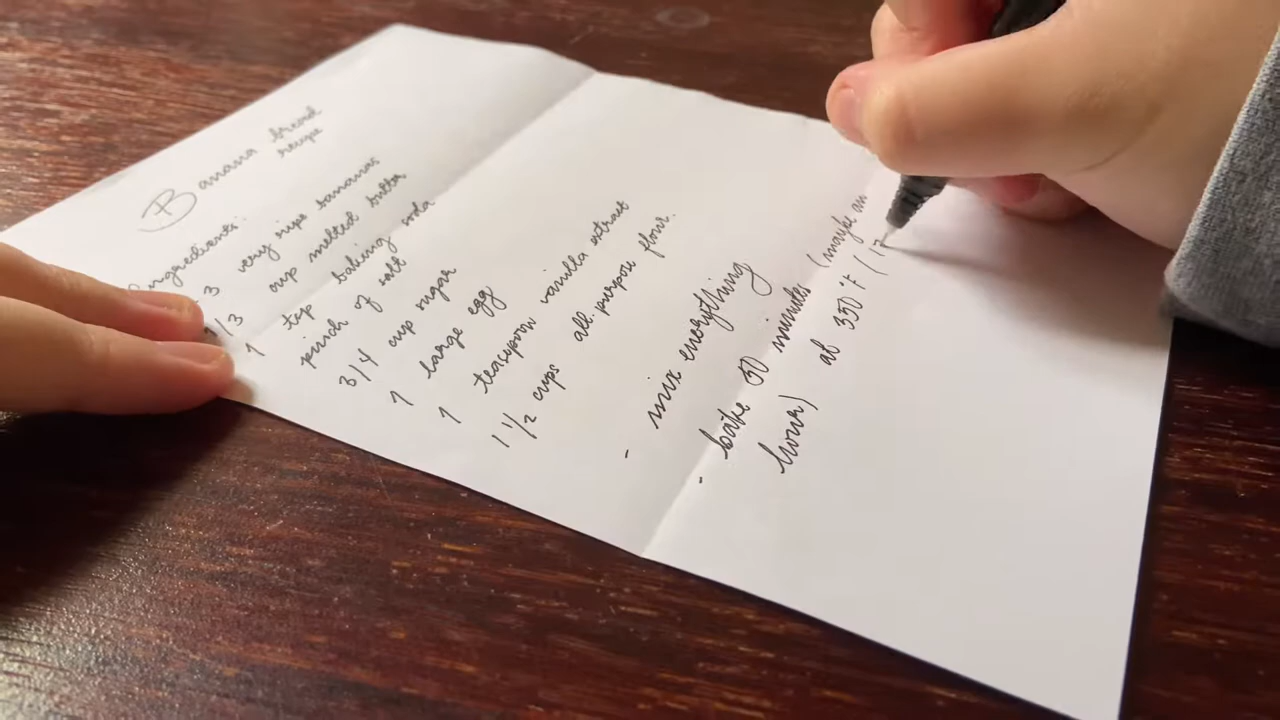 Banana bread
recipe
Ingredients:
3 very ripe bananas
1/3 cup melted butter
1 tsp baking soda
pinch of salt
3/4 cup sugar
1 large egg
1 teaspoon vanilla extract
1 1/2 cups all purpose flour.
- mix everything
- bake 50 minutes (maybe an
hour) at 350 °F (17